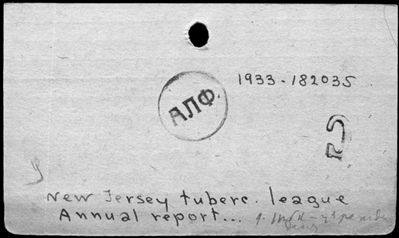 1933-182035
АЛФ.
New Jersey tuberc. league
Annual report...